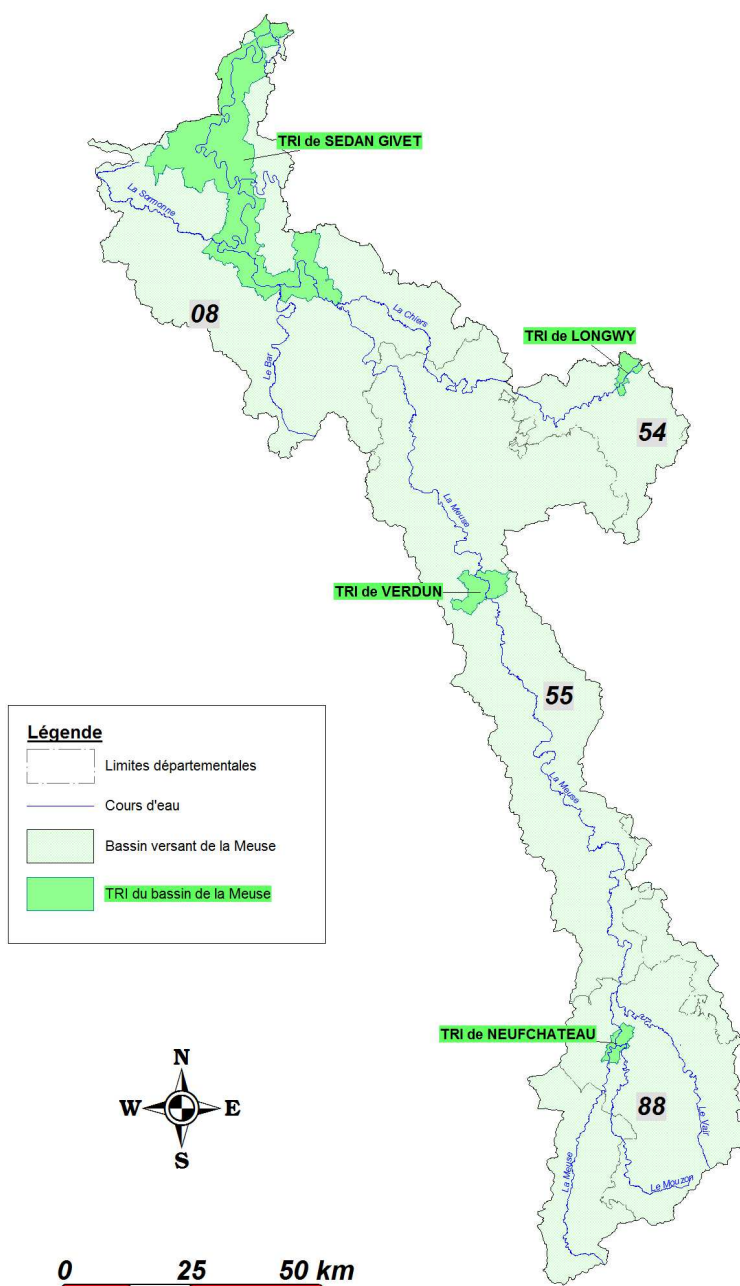 TRI de SEDAN GIVET
La Sormonne
08
La Chiers
Le Bar
TRI de LONGWY
54
La Meuse
TRI de VERDUN
55
La Meuse
Légende
Limites départementales
Cours d'eau
Bassin versant de la Meuse
TRI du bassin de la Meuse
TRI de NEUFCHATEAU
88
Le Vair
La Meuse
Le Mouzon
N
W E
S
0 25 50 km